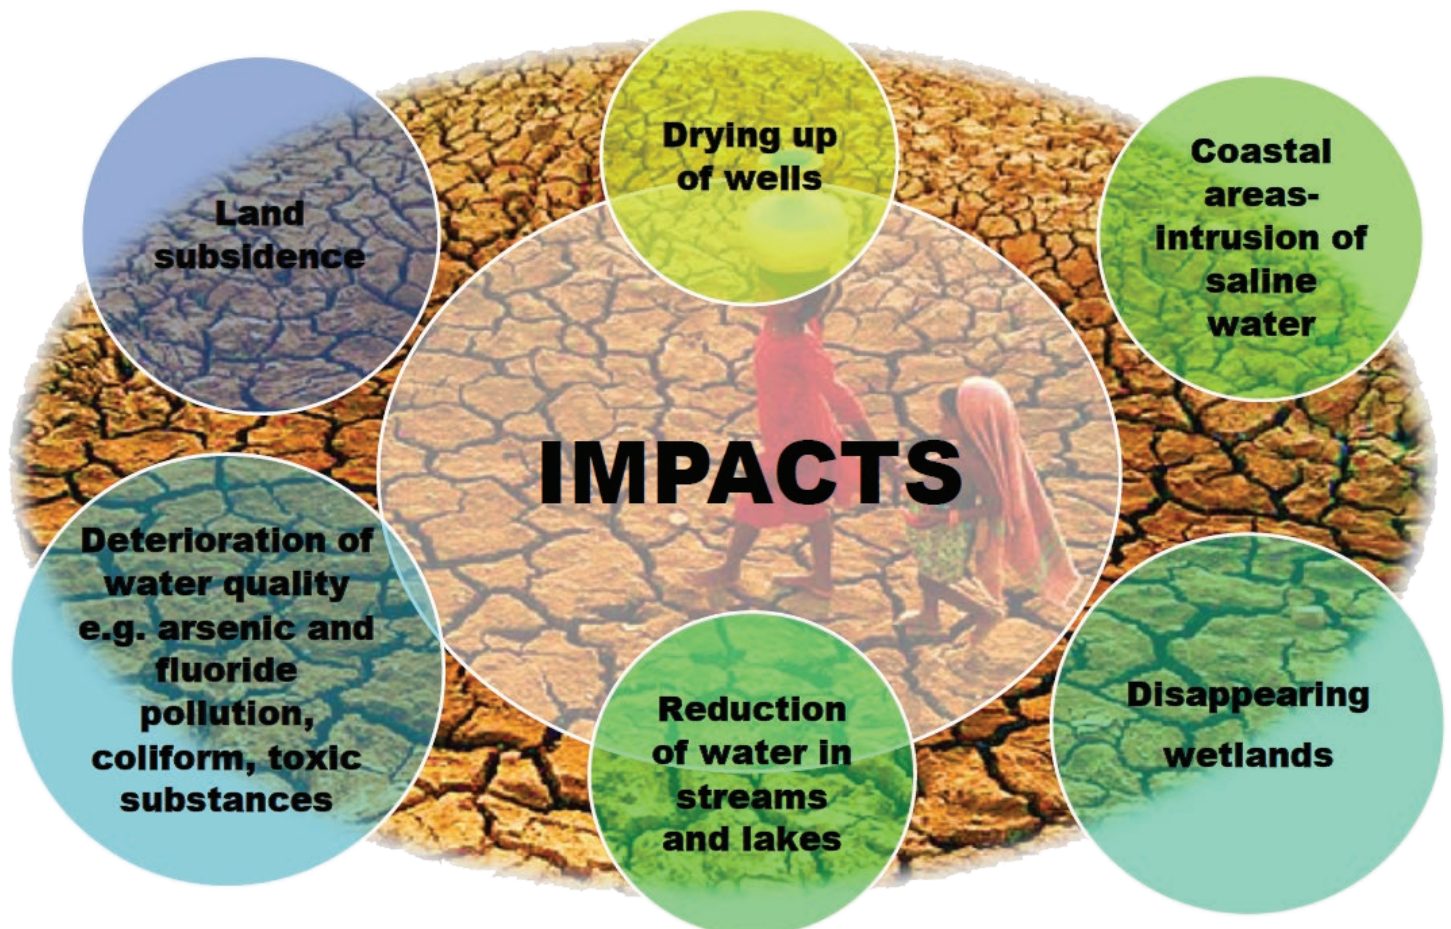 Drying up
of wells
Coastal
areas-
intrusion of
saline
water
Land
subsidence
IMPACTS
Deterioration of
water quality
e.g. arsenic and
fluoride
pollution,
coliform, toxic
substances
Reduction
of water in
streams
and lakes
Disappearing
wetlands